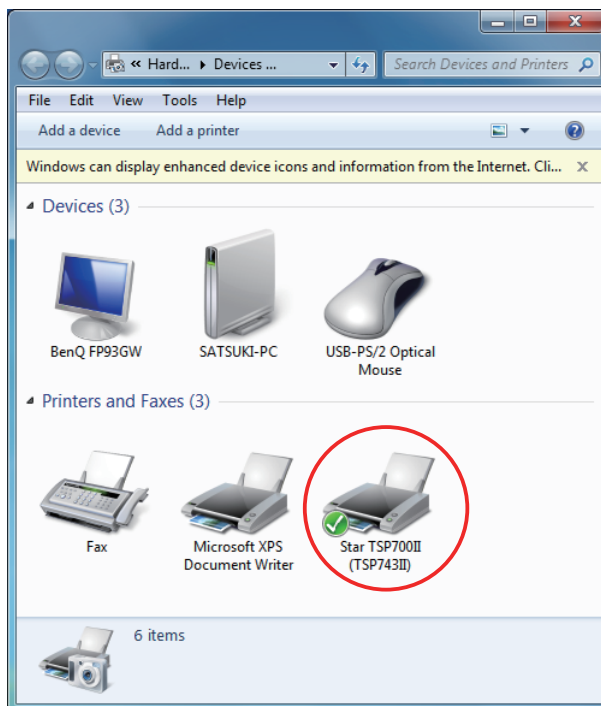 « Hard... ▸ Devices ...
Search Devices and Printers
File Edit View Tools Help
Add a device Add a printer
Windows can display enhanced device icons and information from the Internet. Cli...
Devices (3)
BenQ FP93GW
SATSUKI-PC
USB-PS/2 Optical
Mouse
Printers and Faxes (3)
Fax
Microsoft XPS
Document Writer
Star TSP700II
(TSP743II)
6 items